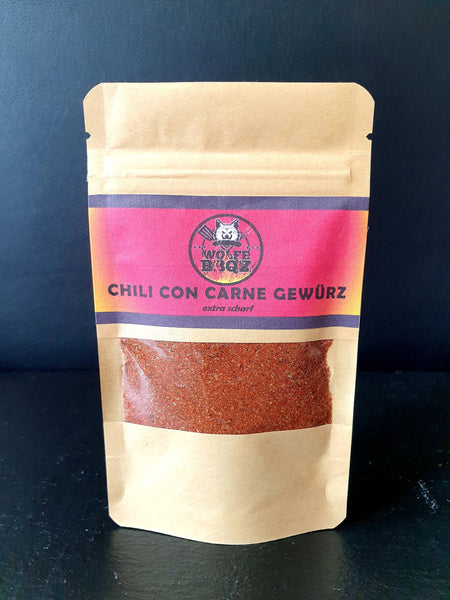 WOLFE
BBQZ
CHILI CON CARNE GEWÜRZ
extra scharf